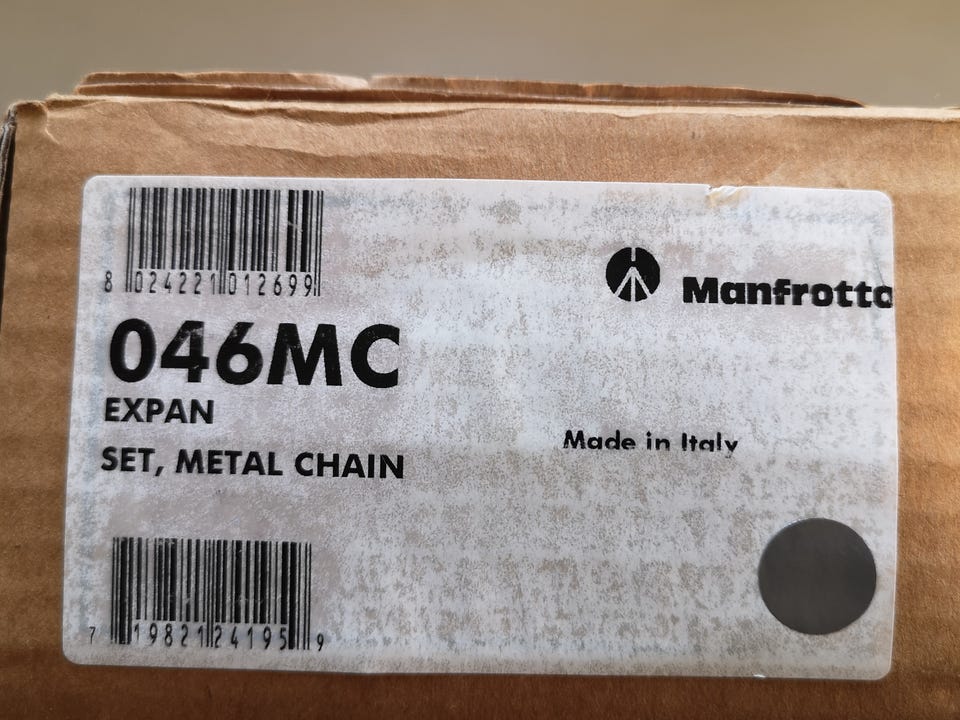 8 024221 012699
Manfrotto
046MC
EXPAN
SET, METAL CHAIN
Made in Italy
7 19821 24195 9